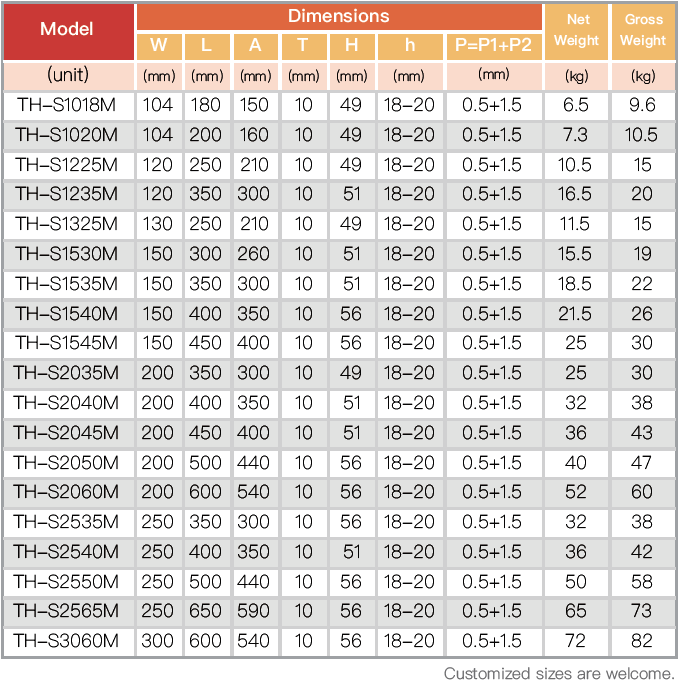 Model Dimensions Net Weight Gross Weight
W L A T H h P=P1+P2
(unit) (mm) (mm) (mm) (mm) (mm) (mm) (mm) (kg) (kg)
TH-S1018M 104 180 150 10 49 18-20 0.5+1.5 6.5 9.6
TH-S1020M 104 200 160 10 49 18-20 0.5+1.5 7.3 10.5
TH-S1225M 120 250 210 10 49 18-20 0.5+1.5 10.5 15
TH-S1235M 120 350 300 10 51 18-20 0.5+1.5 16.5 20
TH-S1325M 130 250 210 10 49 18-20 0.5+1.5 11.5 15
TH-S1530M 150 300 260 10 51 18-20 0.5+1.5 15.5 19
TH-S1535M 150 350 300 10 51 18-20 0.5+1.5 18.5 22
TH-S1540M 150 400 350 10 56 18-20 0.5+1.5 21.5 26
TH-S1545M 150 450 400 10 56 18-20 0.5+1.5 25 30
TH-S2035M 200 350 300 10 49 18-20 0.5+1.5 25 30
TH-S2040M 200 400 350 10 51 18-20 0.5+1.5 32 38
TH-S2045M 200 450 400 10 51 18-20 0.5+1.5 36 43
TH-S2050M 200 500 440 10 56 18-20 0.5+1.5 40 47
TH-S2060M 200 600 540 10 56 18-20 0.5+1.5 52 60
TH-S2535M 250 350 300 10 56 18-20 0.5+1.5 32 38
TH-S2540M 250 400 350 10 51 18-20 0.5+1.5 36 42
TH-S2550M 250 500 440 10 56 18-20 0.5+1.5 50 58
TH-S2565M 250 650 590 10 56 18-20 0.5+1.5 65 73
TH-S3060M 300 600 540 10 56 18-20 0.5+1.5 72 82
Customized sizes are welcome.